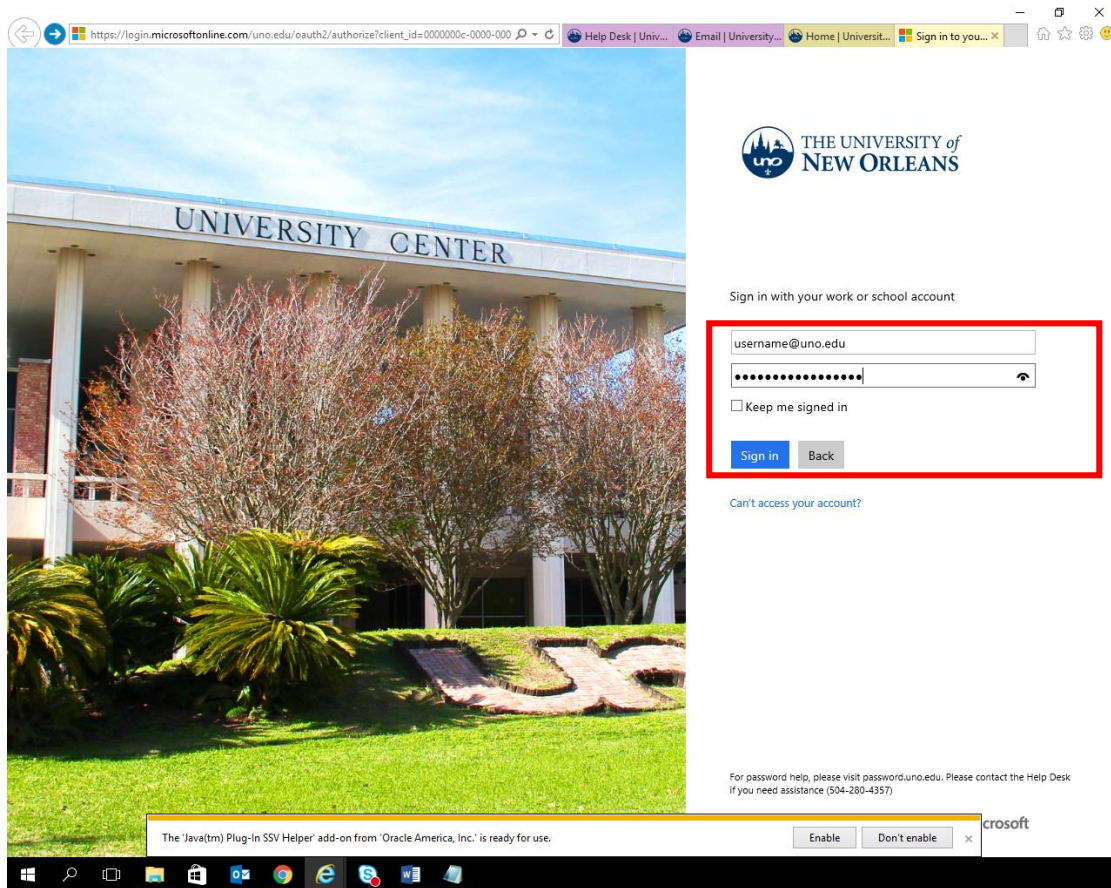 https://login.microsoftonline.com/uno.edu/oauth2/authorize?client_id=0000000c-0000-000
Help Desk | Univ...
Email | University...
Home | Universit...
Sign in to you...
UNIVERSITY CENTER
uno
THE UNIVERSITY of
NEW ORLEANS
Sign in with your work or school account
username@uno.edu
Keep me signed in
Sign in
Back
Can't access your account?
UC
For password help, please visit password.uno.edu. Please contact the Help Desk
if you need assistance (504-280-4357)
crosoft
The 'Java(tm) Plug-In SSV Helper' add-on from 'Oracle America, Inc.' is ready for use.
Enable
Don't enable